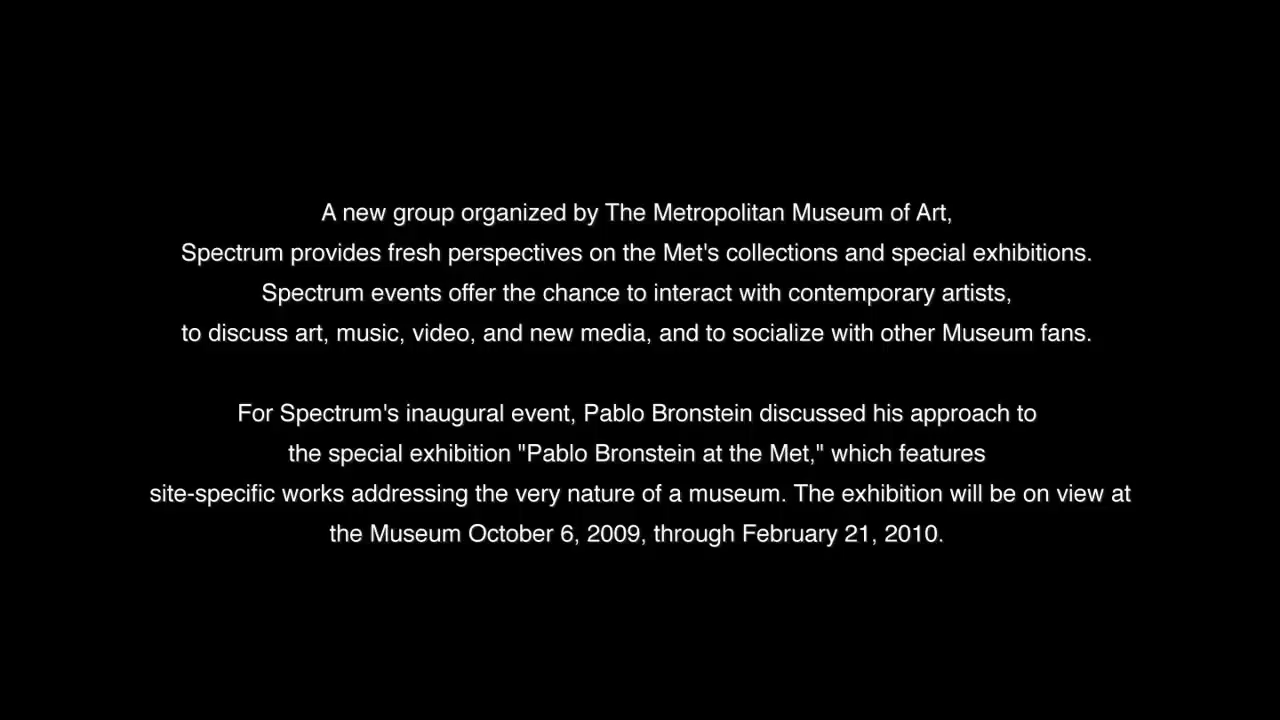 A new group organized by The Metropolitan Museum of Art,
Spectrum provides fresh perspectives on the Met's collections and special exhibitions.
Spectrum events offer the chance to interact with contemporary artists,
to discuss art, music, video, and new media, and to socialize with other Museum fans.
For Spectrum's inaugural event, Pablo Bronstein discussed his approach to
the special exhibition "Pablo Bronstein at the Met," which features
site-specific works addressing the very nature of a museum. The exhibition will be on view at
the Museum October 6, 2009, through February 21, 2010.